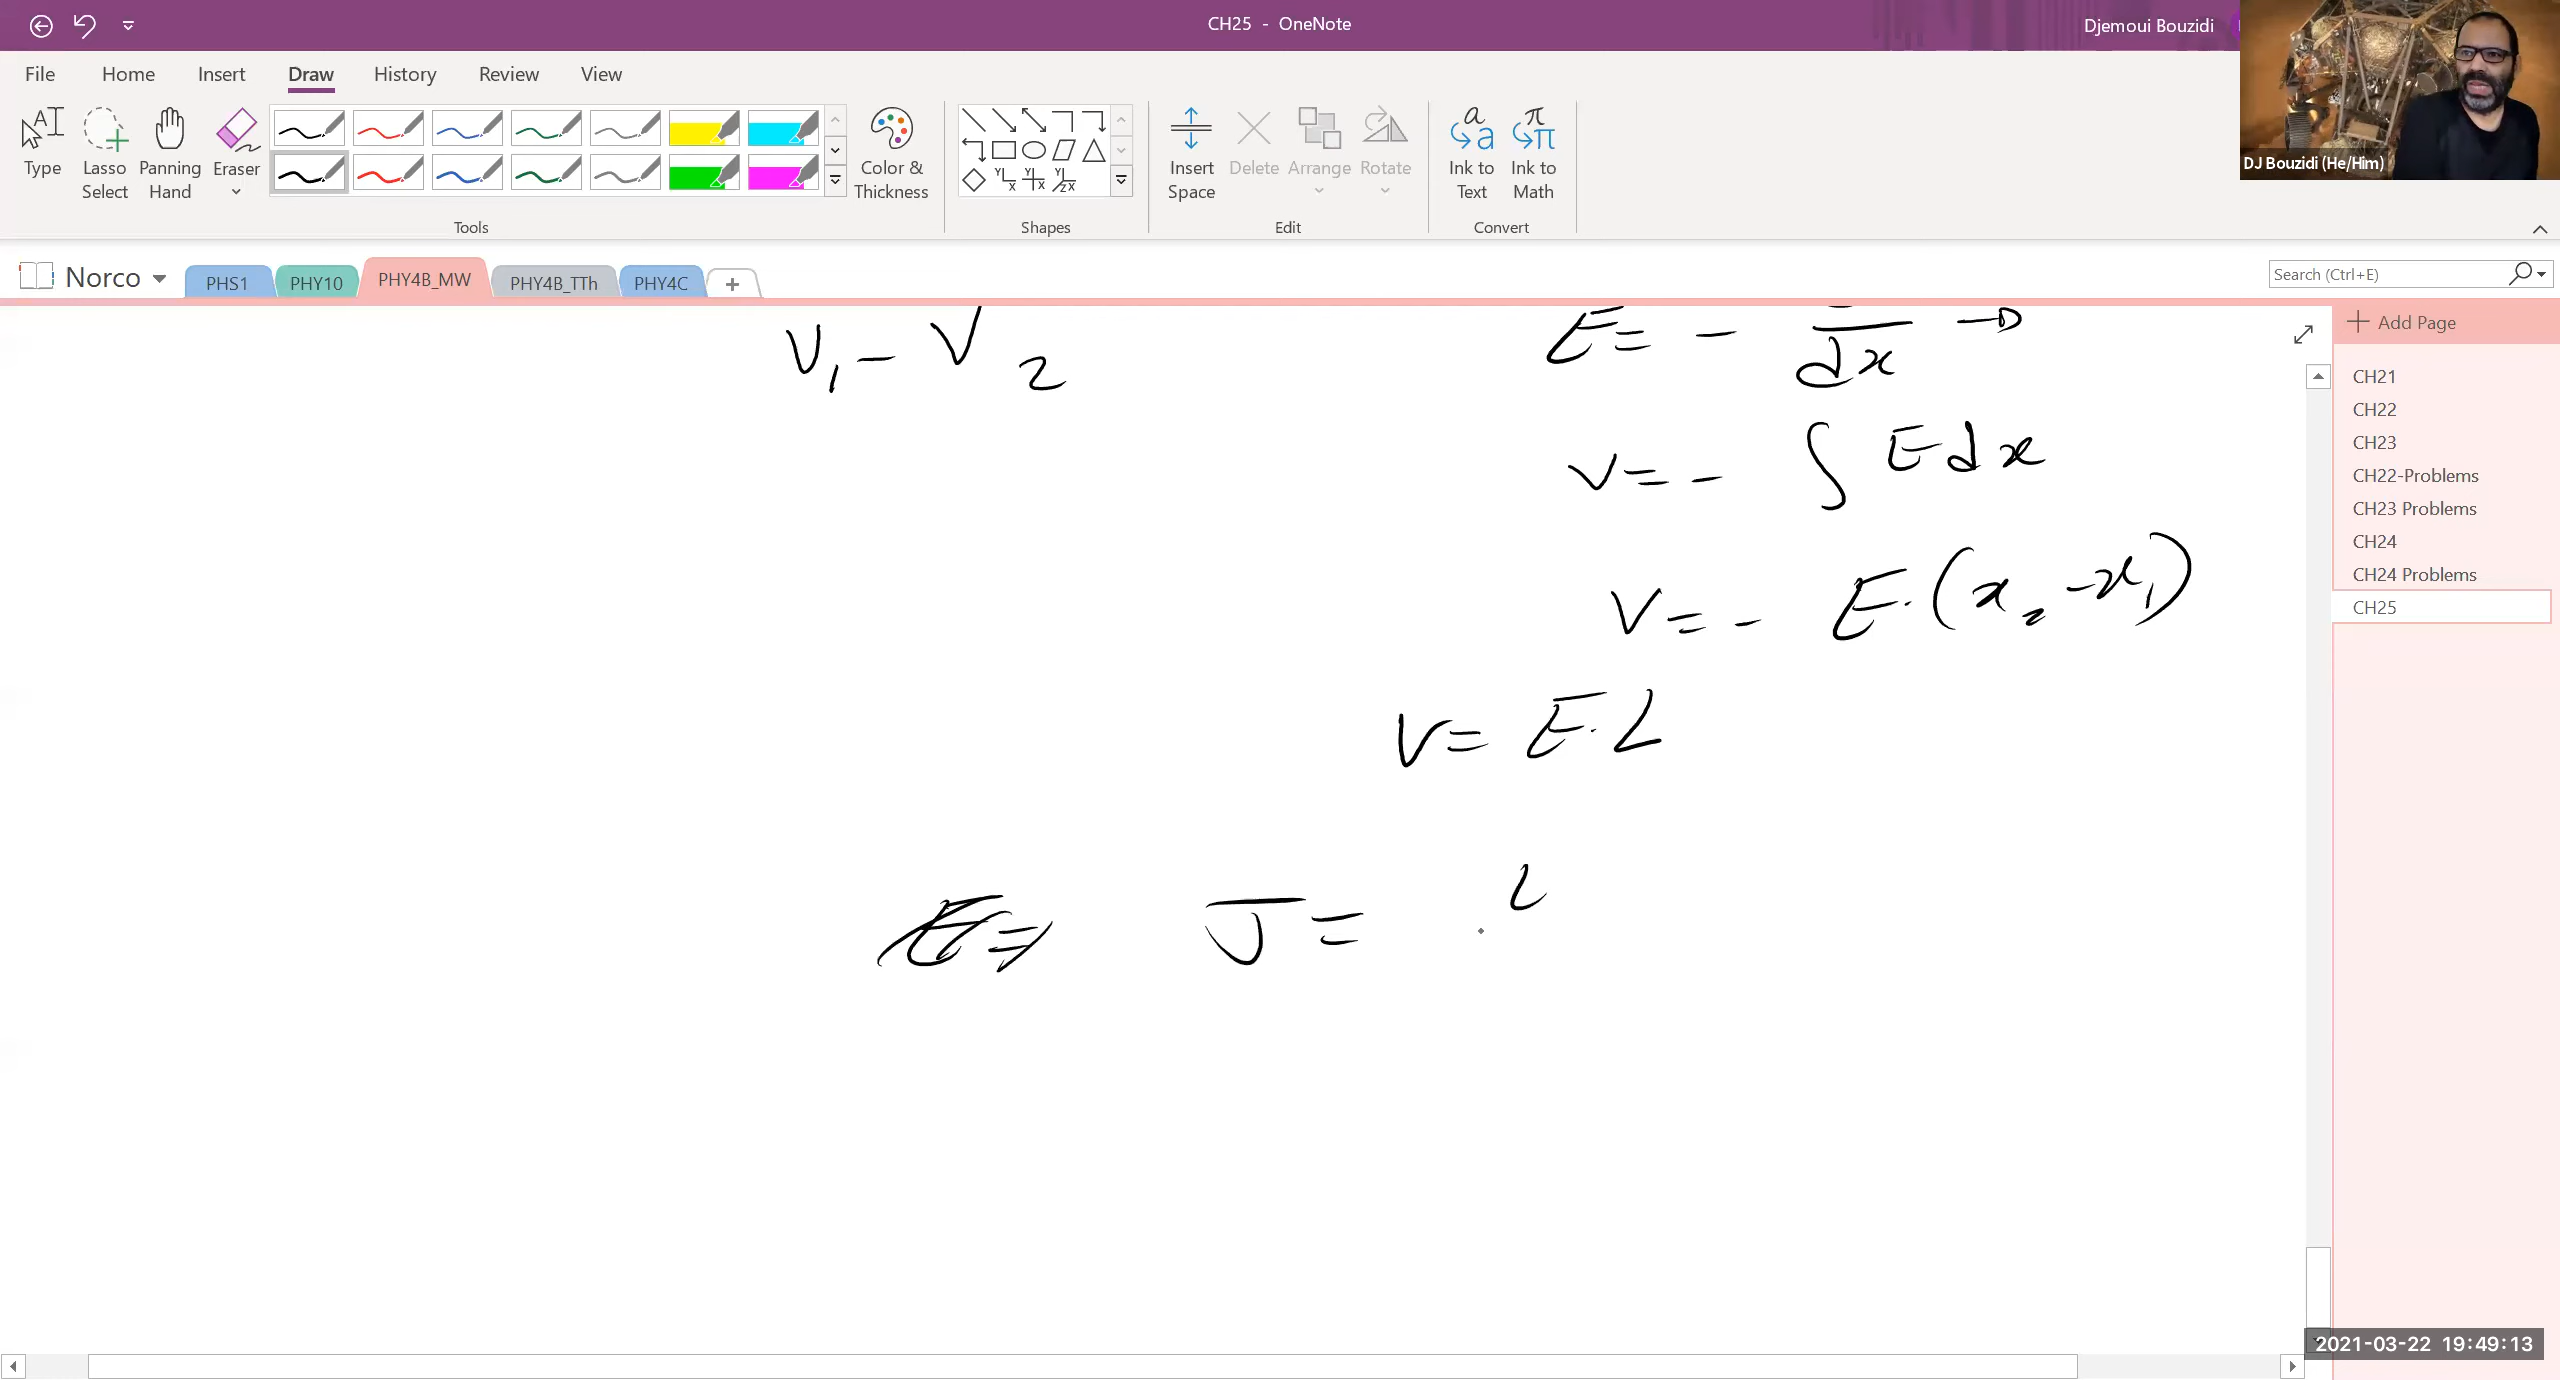 CH25 - OneNote
Djemoui Bouzidi
File Home Insert Draw History Review View
Type
Lasso Select
Panning Hand
Eraser
Color & Thickness
Insert Space
Delete
Arrange
Rotate
Ink to Text
Ink to Math
Tools
Shapes
Edit
Convert
DJ Bouzidi (He/Him)
Norco
PHS1 PHY10 PHY4B_MW PHY4B_TTh PHY4C +
Search (Ctrl+E)
Add Page
CH21
CH22
CH23
CH22-Problems
CH23 Problems
CH24
CH24 Problems
CH25
V₁ - V₂
E = - /dx →
V = - ∫ E dx
V = - E · (x₂ - x₁)
V = E · L
J =
2021-03-22 19:49:13